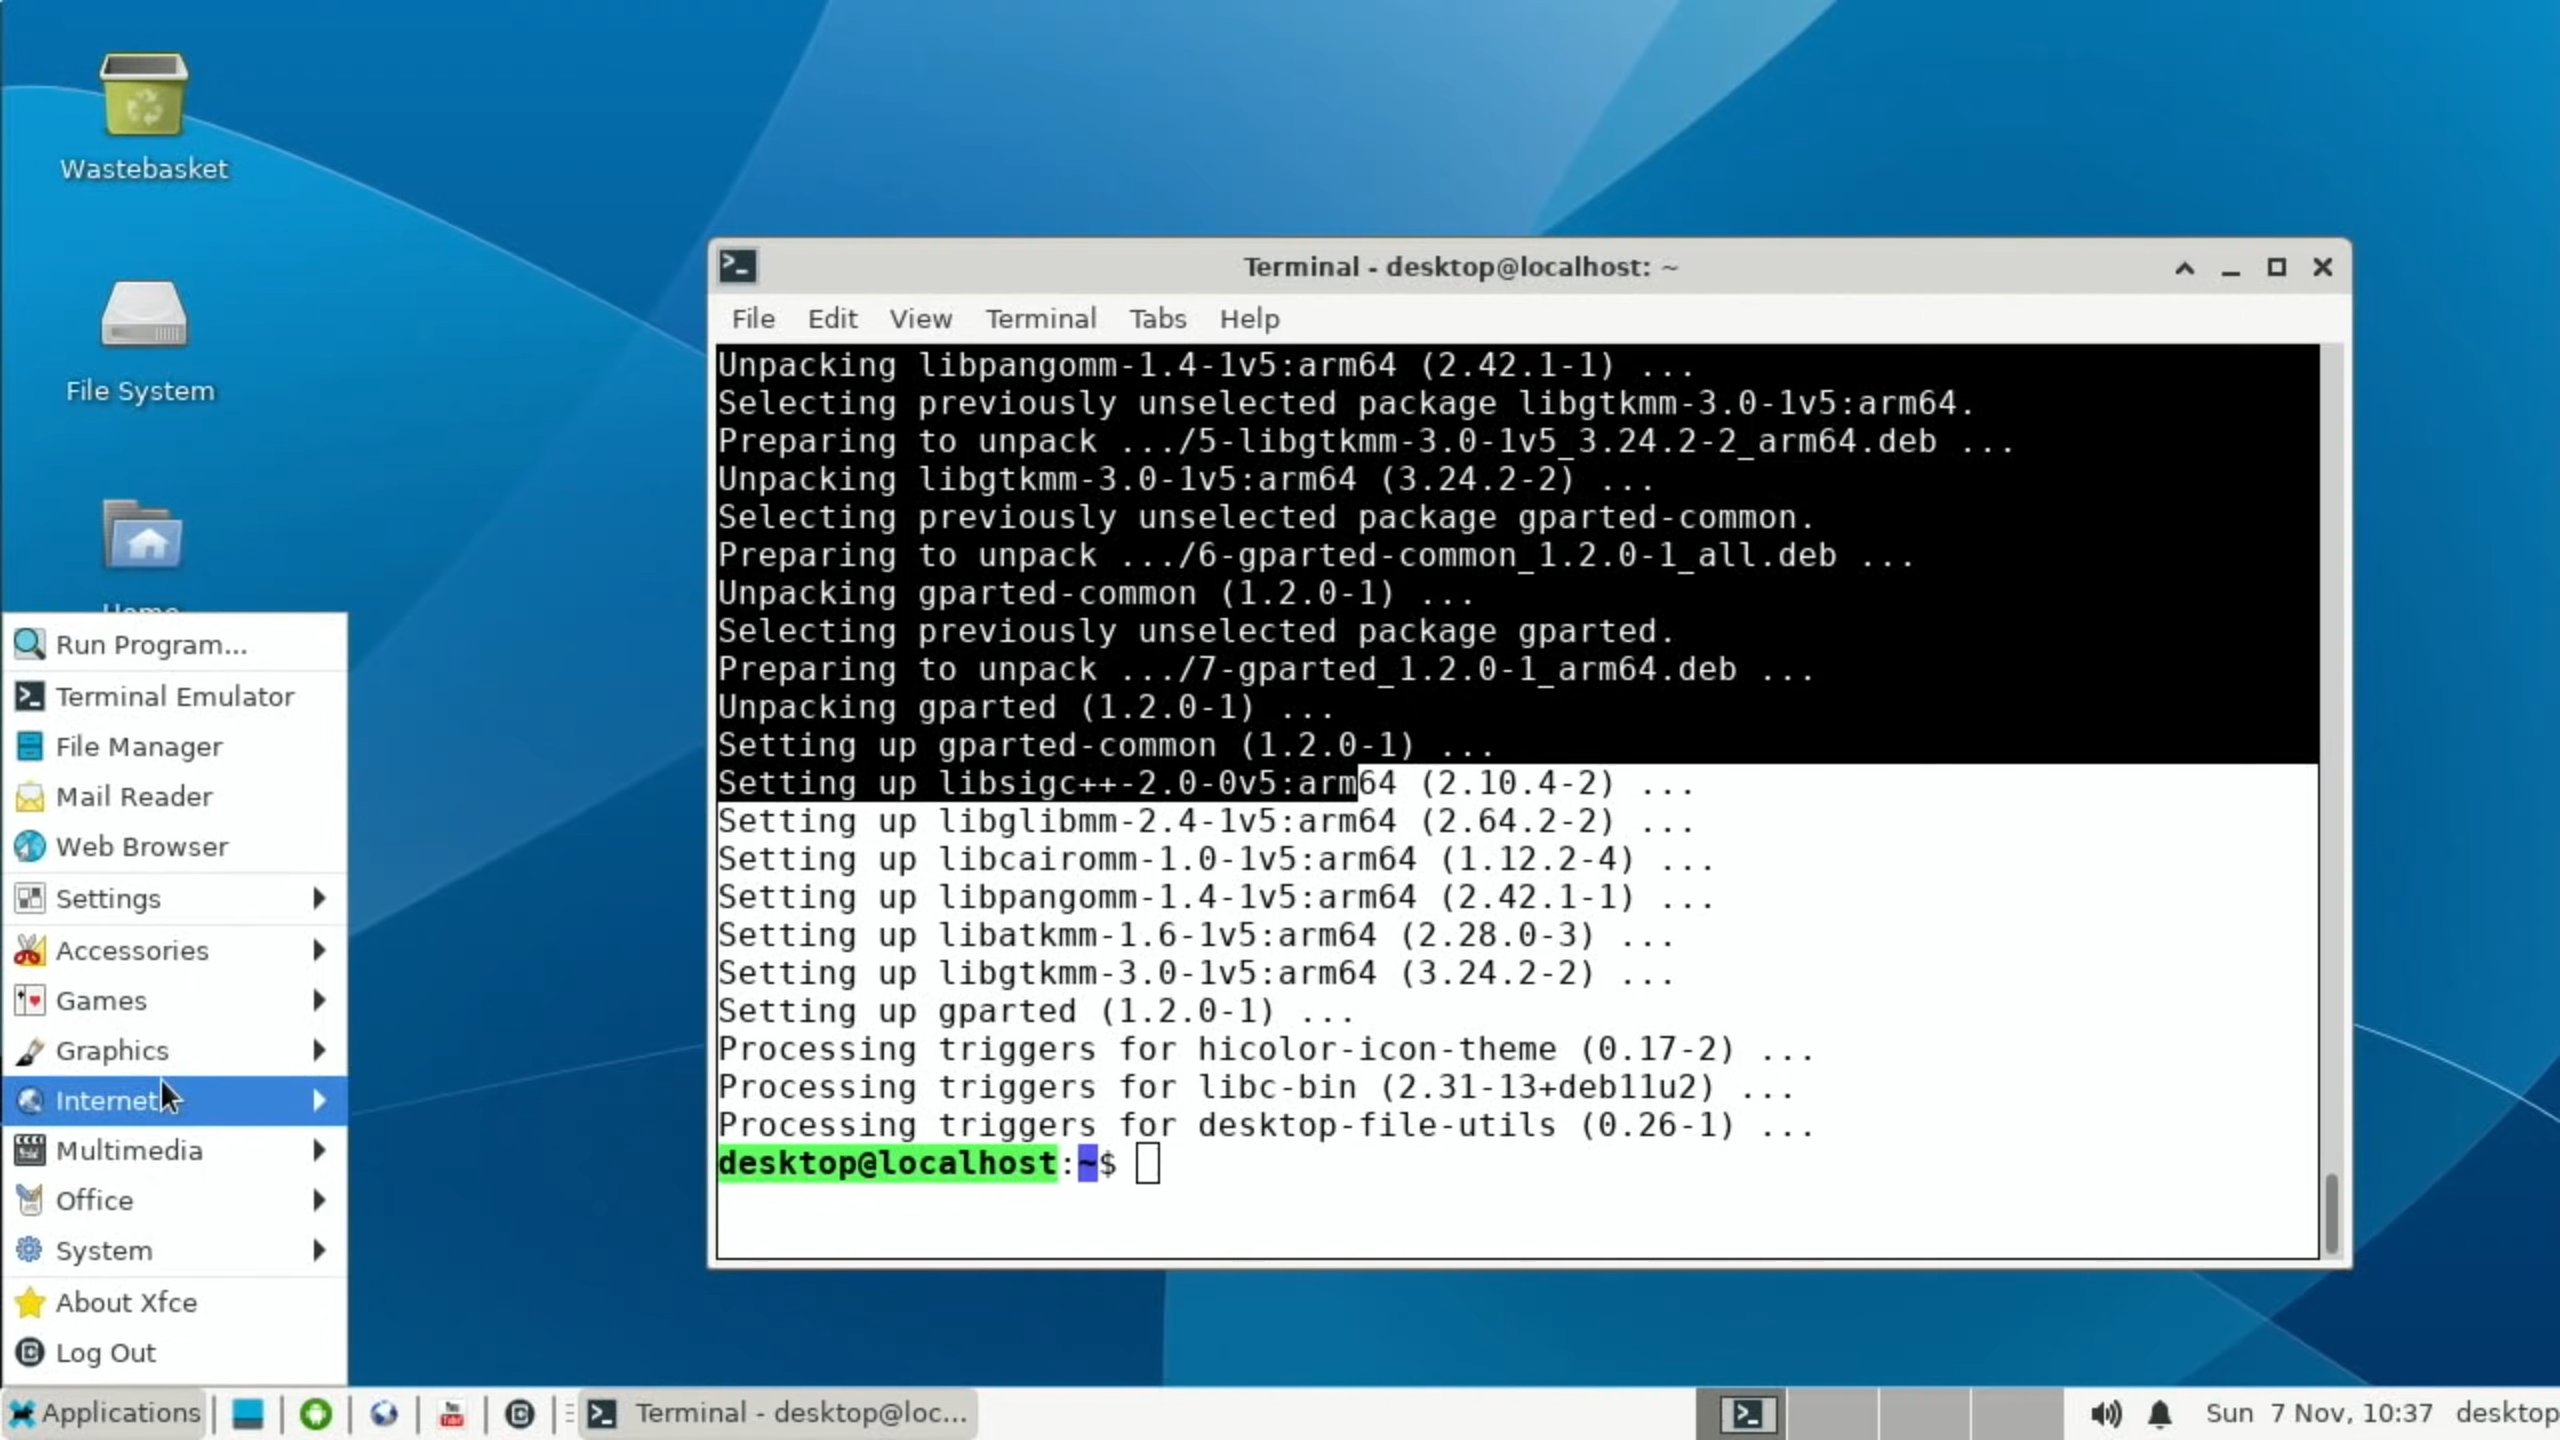 Wastebasket
File System
Home
Run Program...
Terminal Emulator
File Manager
Mail Reader
Web Browser
Settings
Accessories
Games
Graphics
Internet
Multimedia
Office
System
About Xfce
Log Out
Terminal - desktop@localhost: ~
File Edit View Terminal Tabs Help
Unpacking libpangomm-1.4-1v5:arm64 (2.42.1-1) ...
Selecting previously unselected package libgtkmm-3.0-1v5:arm64.
Preparing to unpack .../5-libgtkmm-3.0-1v5_3.24.2-2_arm64.deb ...
Unpacking libgtkmm-3.0-1v5:arm64 (3.24.2-2) ...
Selecting previously unselected package gparted-common.
Preparing to unpack .../6-gparted-common_1.2.0-1_all.deb ...
Unpacking gparted-common (1.2.0-1) ...
Selecting previously unselected package gparted.
Preparing to unpack .../7-gparted_1.2.0-1_arm64.deb ...
Unpacking gparted (1.2.0-1) ...
Setting up gparted-common (1.2.0-1) ...
Setting up libsigc++-2.0-0v5:arm64 (2.10.4-2) ...
Setting up libglibmm-2.4-1v5:arm64 (2.64.2-2) ...
Setting up libcairomm-1.0-1v5:arm64 (1.12.2-4) ...
Setting up libpangomm-1.4-1v5:arm64 (2.42.1-1) ...
Setting up libatkmm-1.6-1v5:arm64 (2.28.0-3) ...
Setting up libgtkmm-3.0-1v5:arm64 (3.24.2-2) ...
Setting up gparted (1.2.0-1) ...
Processing triggers for hicolor-icon-theme (0.17-2) ...
Processing triggers for libc-bin (2.31-13+deb11u2) ...
Processing triggers for desktop-file-utils (0.26-1) ...
desktop@localhost:~$
Applications You Tube Terminal - desktop@loc... Sun 7 Nov, 10:37 desktop